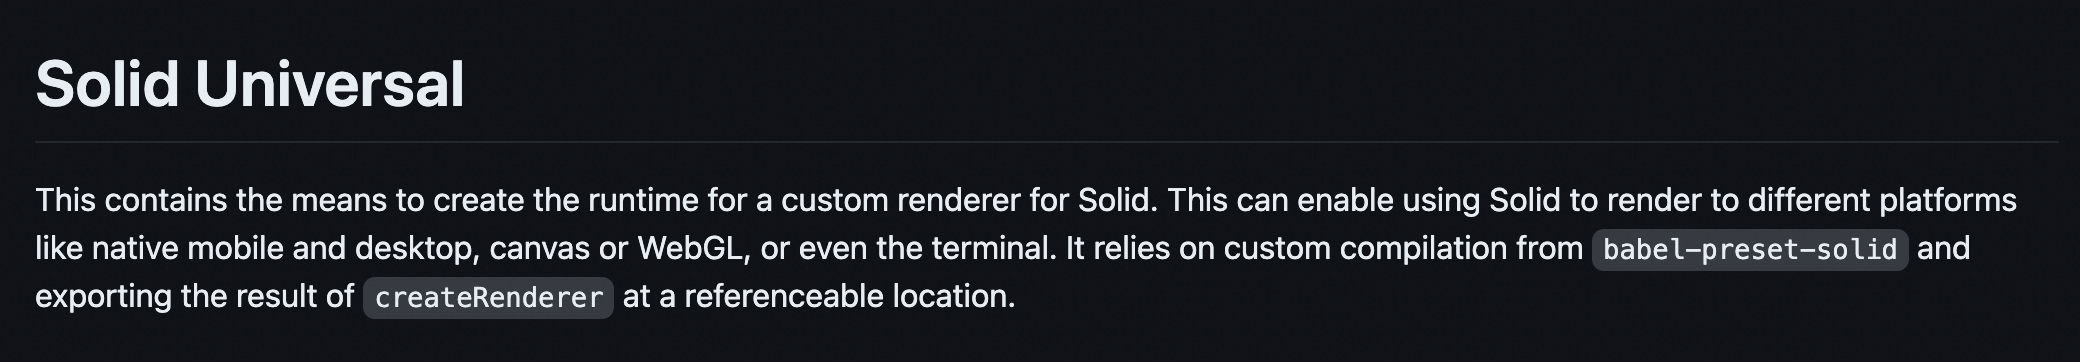 Solid Universal
This contains the means to create the runtime for a custom renderer for Solid. This can enable using Solid to render to different platforms
like native mobile and desktop, canvas or WebGL, or even the terminal. It relies on custom compilation from babel-preset-solid and
exporting the result of createRenderer at a referenceable location.